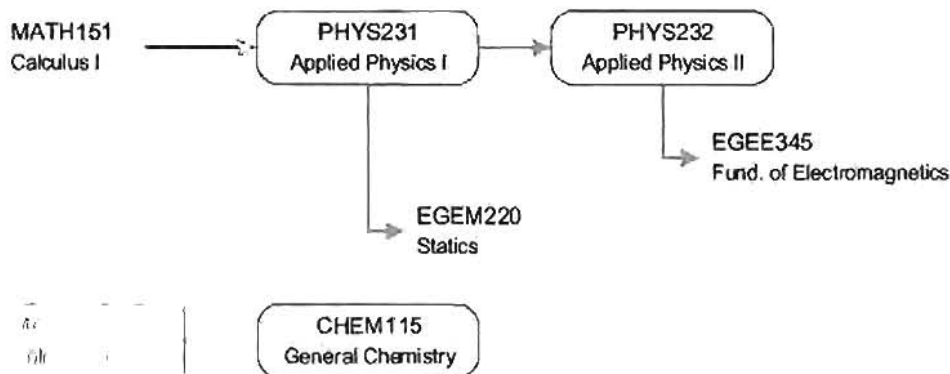 MATH151
Calculus I
PHYS231
Applied Physics I
PHYS232
Applied Physics II
EGEE345
Fund. of Electromagnetics
EGEM220
Statics
CHEM115
General Chemistry